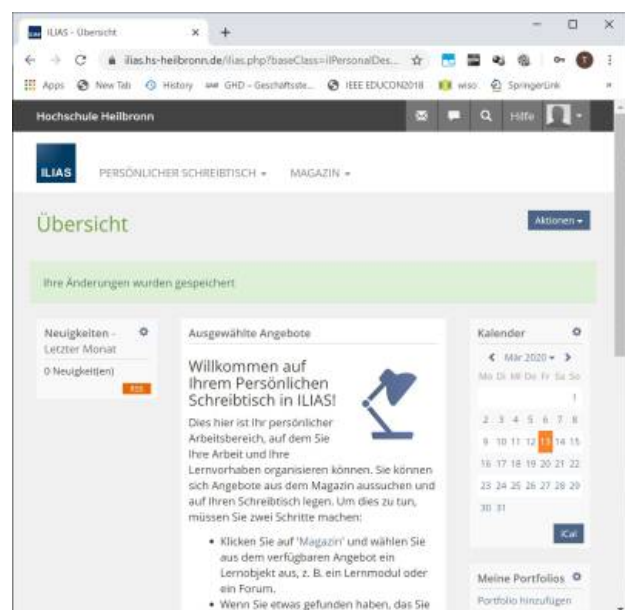 ILIAS - Übersicht
ilias.hs-heilbronn.de/ilias.php?baseClass=ilPersonalDes...
Apps New Tab History GHD - Geschäftsste... IEEE EDUCON2018 wiso. SpringerLink »
Hochschule Heilbronn Hilfe
ILIAS PERSÖNLICHER SCHREIBTISCH MAGAZIN
Übersicht Aktionen
Ihre Änderungen wurden gespeichert
Neuigkeiten -
Letzter Monat
0 Neuigkeit(en)
RSS
Ausgewählte Angebote
Willkommen auf
Ihrem Persönlichen
Schreibtisch in ILIAS!
Dies hier ist Ihr persönlicher
Arbeitsbereich, auf dem Sie
Ihre Arbeit und Ihre
Lernvorhaben organisieren können. Sie können
sich Angebote aus dem Magazin aussuchen und
auf Ihren Schreibtisch legen. Um dies zu tun,
müssen Sie zwei Schritte machen:
• Klicken Sie auf 'Magazin' und wählen Sie
aus dem verfügbaren Angebot ein
Lernobjekt aus, z. B. ein Lernmodul oder
ein Forum.
• Wenn Sie etwas gefunden haben, das Sie
Kalender
Mär 2020
Mo Di Mi Do Fr Sa So
1
2 3 4 5 6 7 8
9 10 11 12 13 14 15
16 17 18 19 20 21 22
23 24 25 26 27 28 29
30 31
iCal
Meine Portfolios
Portfolio hinzufügen